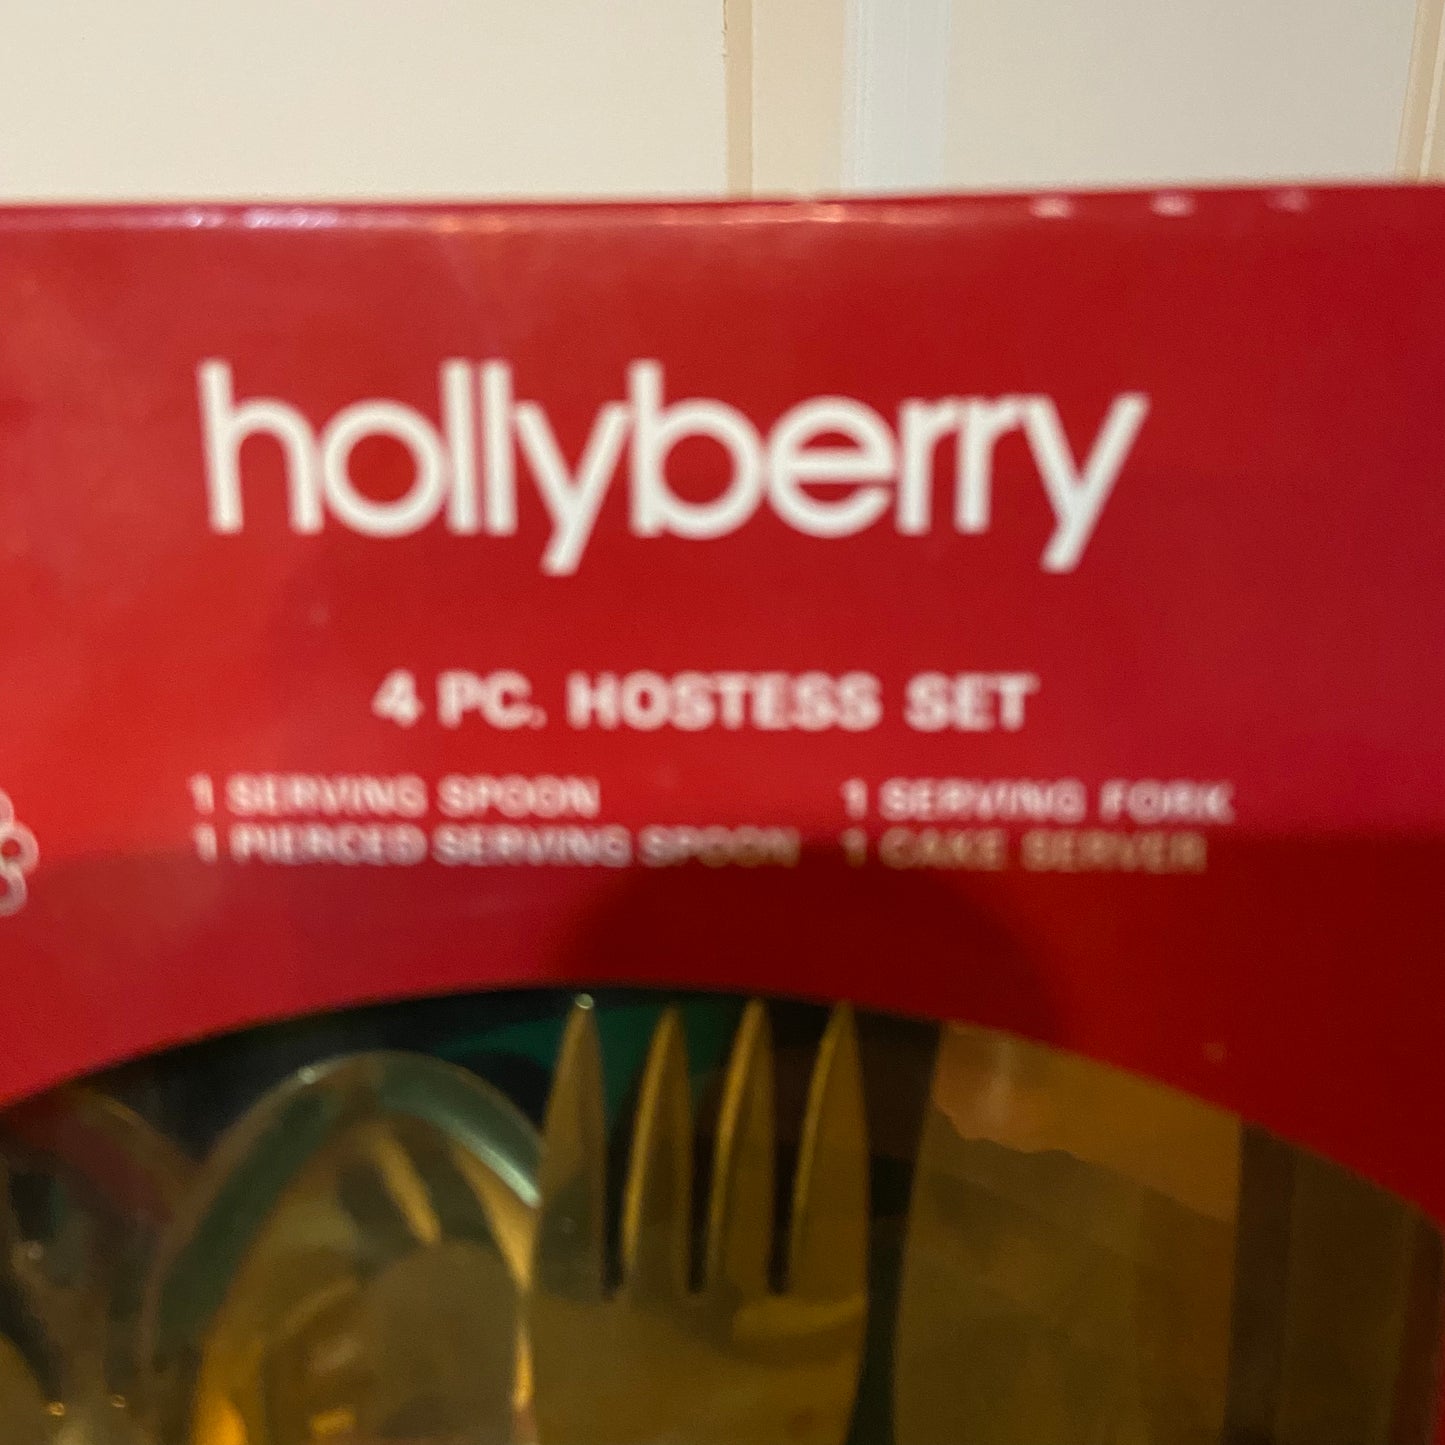 hollyberry
4 PC. HOSTESS SET
1 SERVING SPOON
1 PIERCED SERVING SPOON
1 SERVING FORK
1 CAKE SERVER